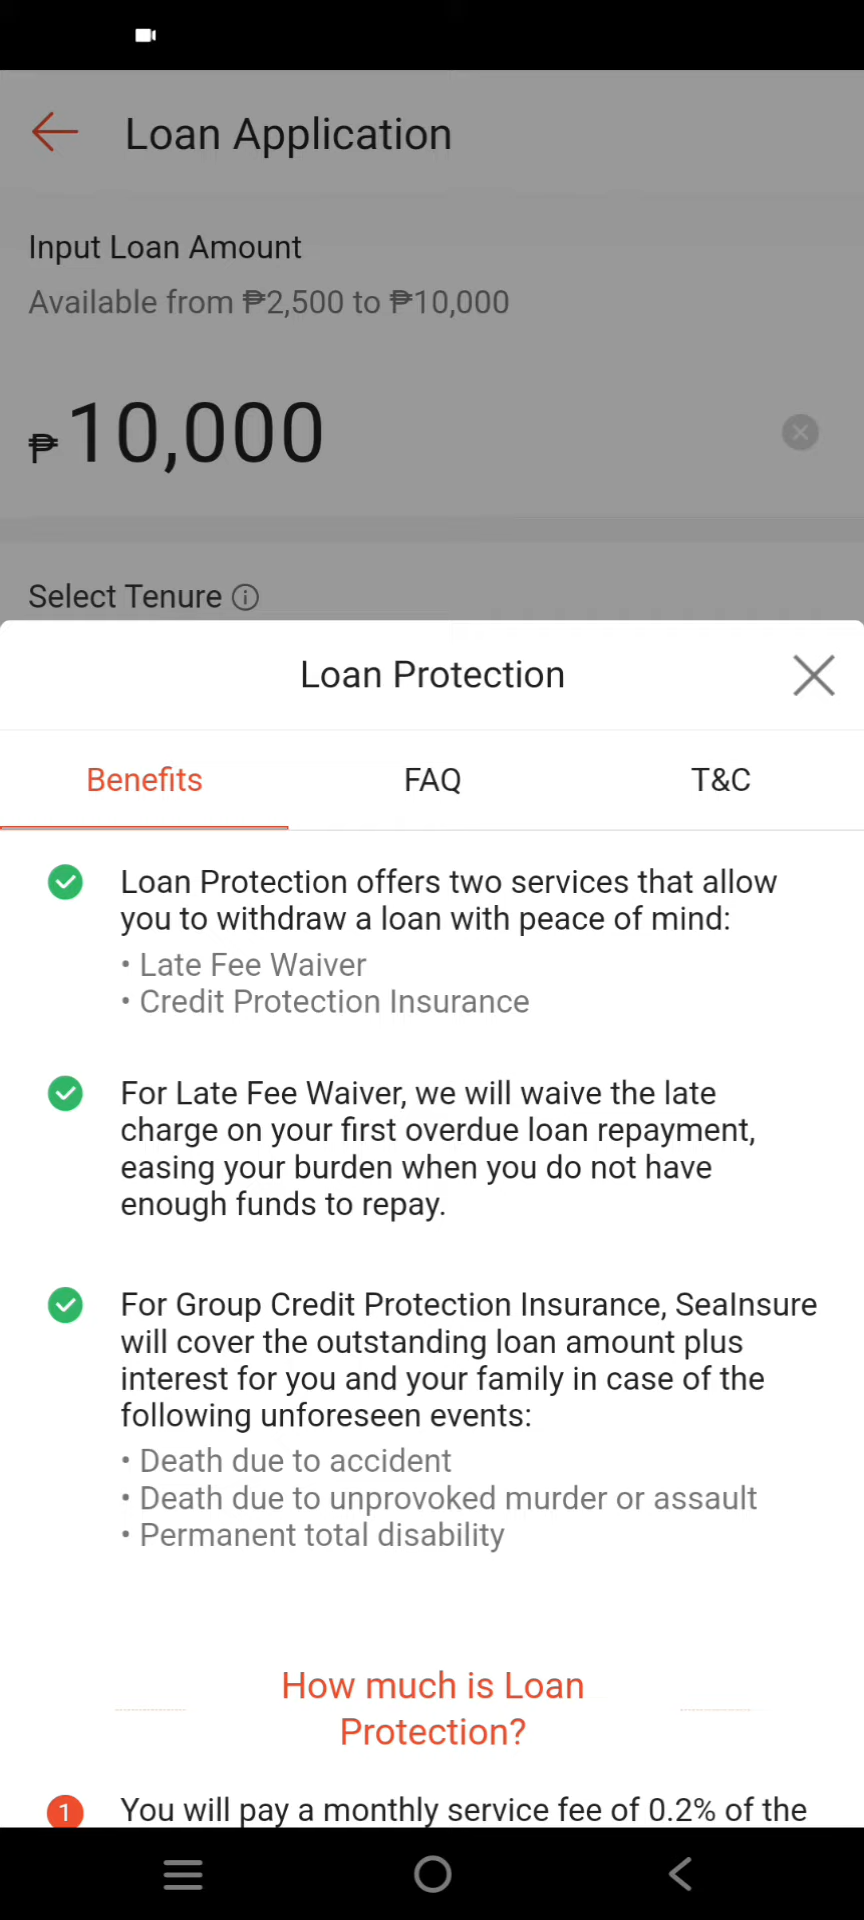 Loan Application
Input Loan Amount
Available from ₱2,500 to ₱10,000
₱10,000
Select Tenure
Loan Protection
Benefits
FAQ
T&C
Loan Protection offers two services that allow
you to withdraw a loan with peace of mind:
• Late Fee Waiver
• Credit Protection Insurance
For Late Fee Waiver, we will waive the late
charge on your first overdue loan repayment,
easing your burden when you do not have
enough funds to repay.
For Group Credit Protection Insurance, SeaInsure
will cover the outstanding loan amount plus
interest for you and your family in case of the
following unforeseen events:
• Death due to accident
• Death due to unprovoked murder or assault
• Permanent total disability
How much is Loan
Protection?
1 You will pay a monthly service fee of 0.2% of the